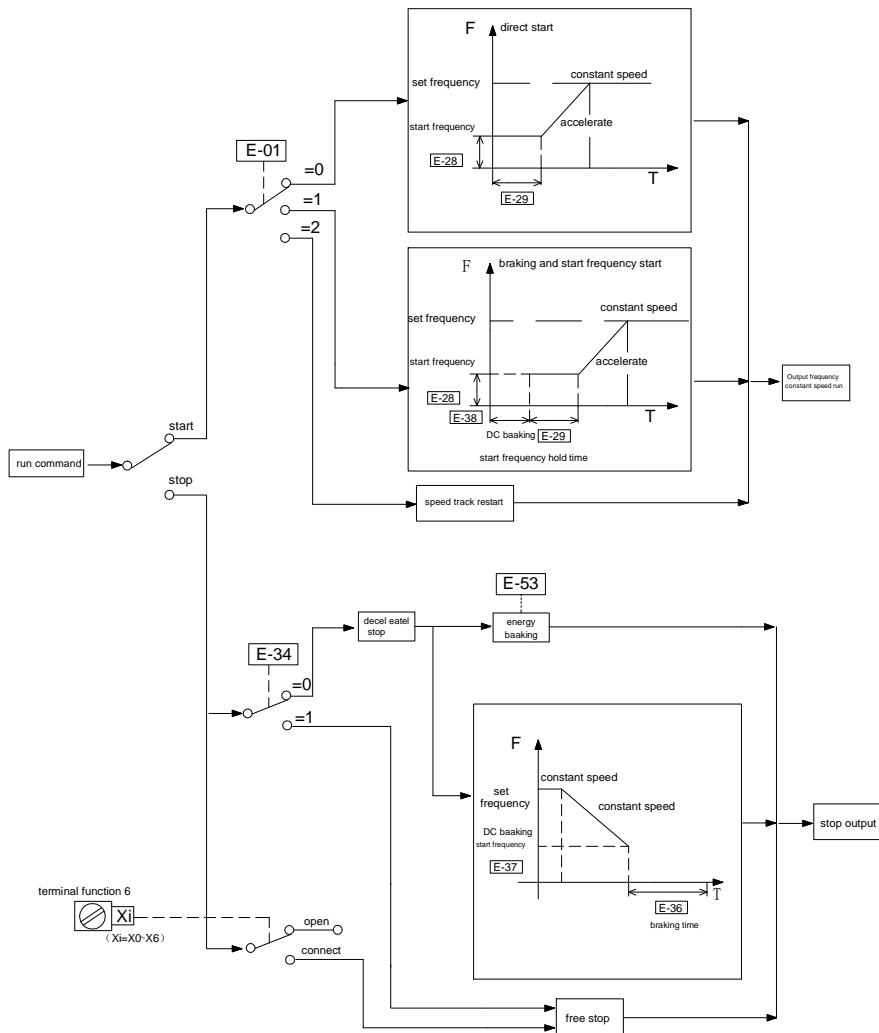 F direct start
set frequency
constant speed
start frequency
accelerate
E-28
T
E-29
E-01
=0
=1
=2
F braking and start frequency start
set frequency
constant speed
start frequency
accelerate
E-28
E-38
T
DC baaking E-29
start frequency hold time
Output frequency
constant speed run
start
run command
stop
speed track restart
E-53
decel eatel
stop
energy
baaking
E-34
=0
=1
F
constant speed
set
frequency
constant speed
DC baaking
start frequency
E-37
T
E-36
braking time
stop output
terminal function 6
Xi
（Xi=X0~X6）
open
connect
free stop